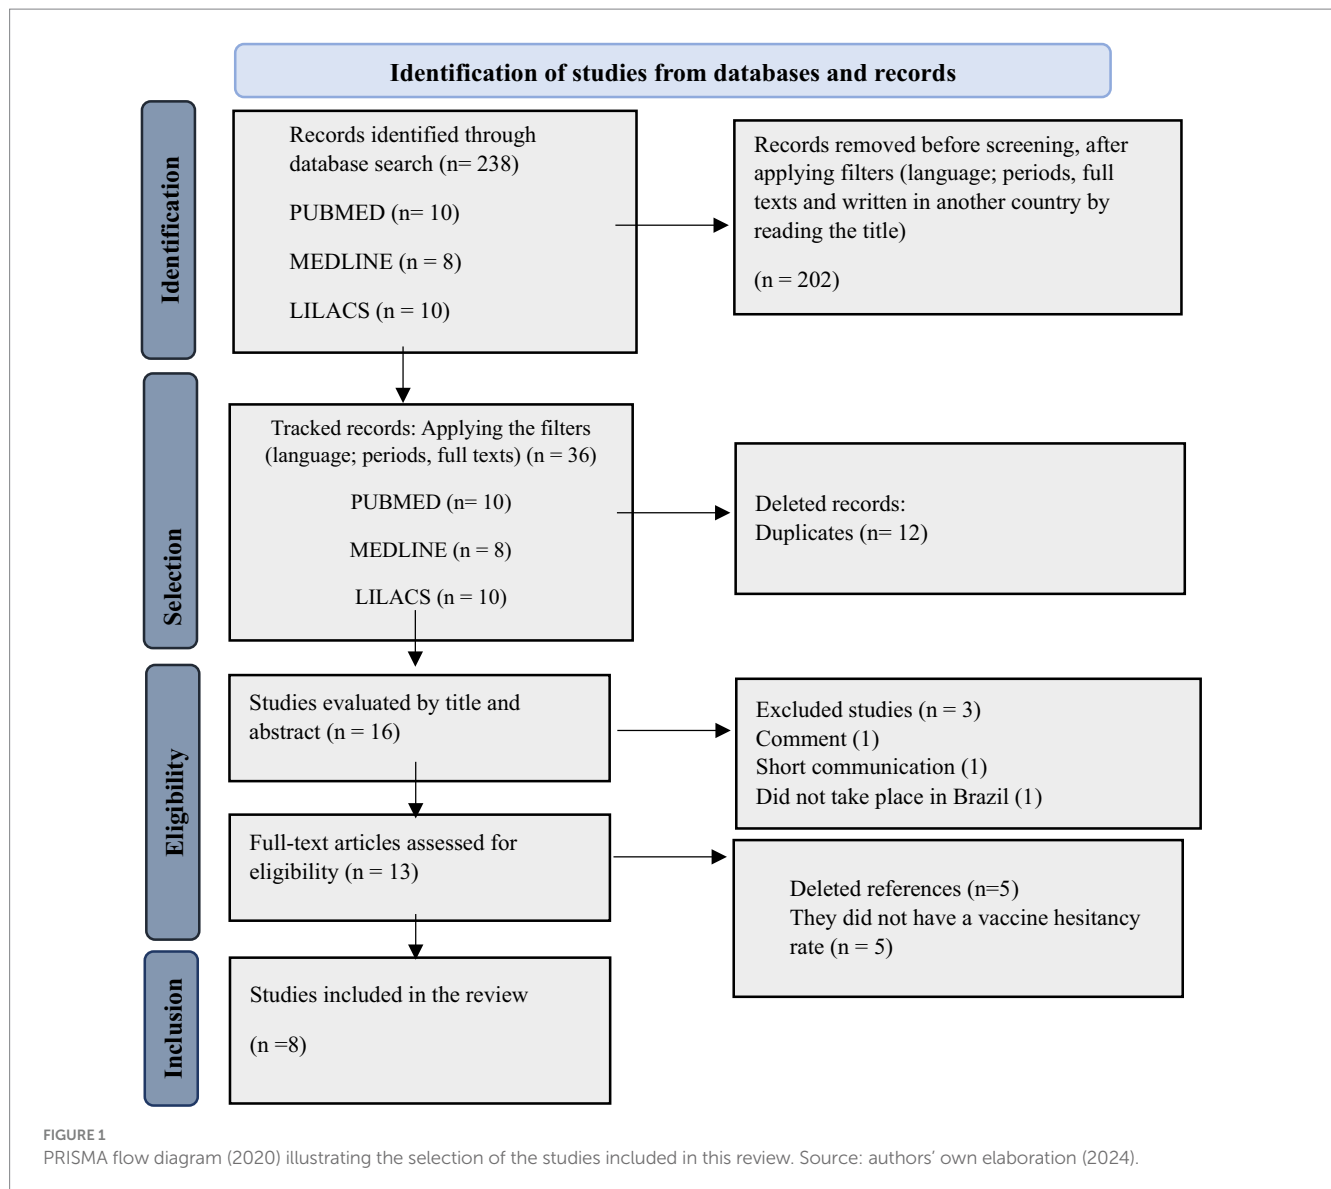 Identification of studies from databases and records
Identification
Records identified through
database search (n= 238)
PUBMED (n= 10)
MEDLINE (n = 8)
LILACS (n = 10)
Records removed before screening, after
applying filters (language; periods, full
texts and written in another country by
reading the title)
(n = 202)
Selection
Tracked records: Applying the filters
(language; periods, full texts) (n = 36)
PUBMED (n= 10)
MEDLINE (n = 8)
LILACS (n = 10)
Deleted records:
Duplicates (n= 12)
Eligibility
Studies evaluated by title and
abstract (n = 16)
Excluded studies (n = 3)
Comment (1)
Short communication (1)
Did not take place in Brazil (1)
Full-text articles assessed for
eligibility (n = 13)
Deleted references (n=5)
They did not have a vaccine hesitancy
rate (n = 5)
Inclusion
Studies included in the review
(n =8)
FIGURE 1
PRISMA flow diagram (2020) illustrating the selection of the studies included in this review. Source: authors' own elaboration (2024).